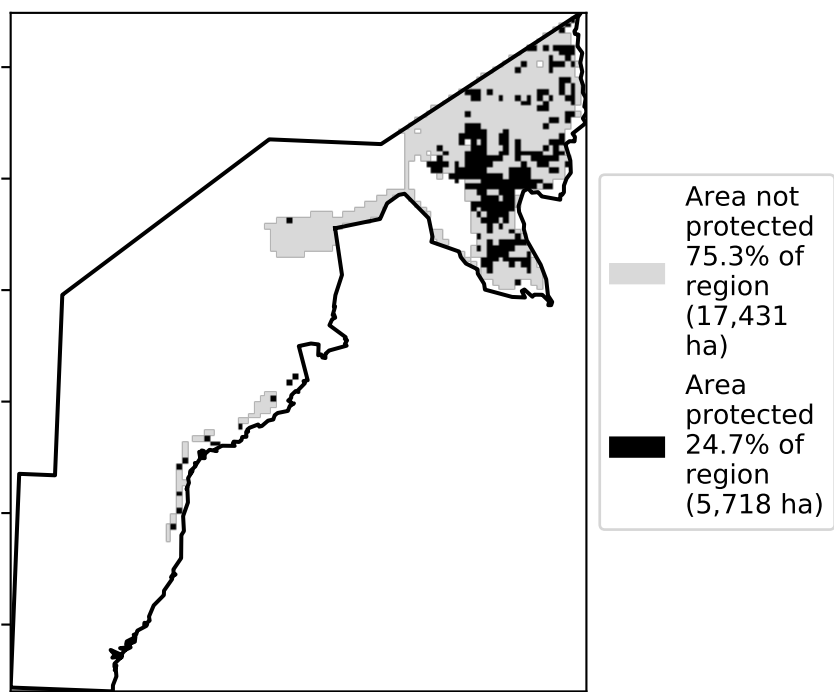 Area not
protected
75.3% of
region
(17,431
ha)
Area
protected
24.7% of
region
(5,718 ha)